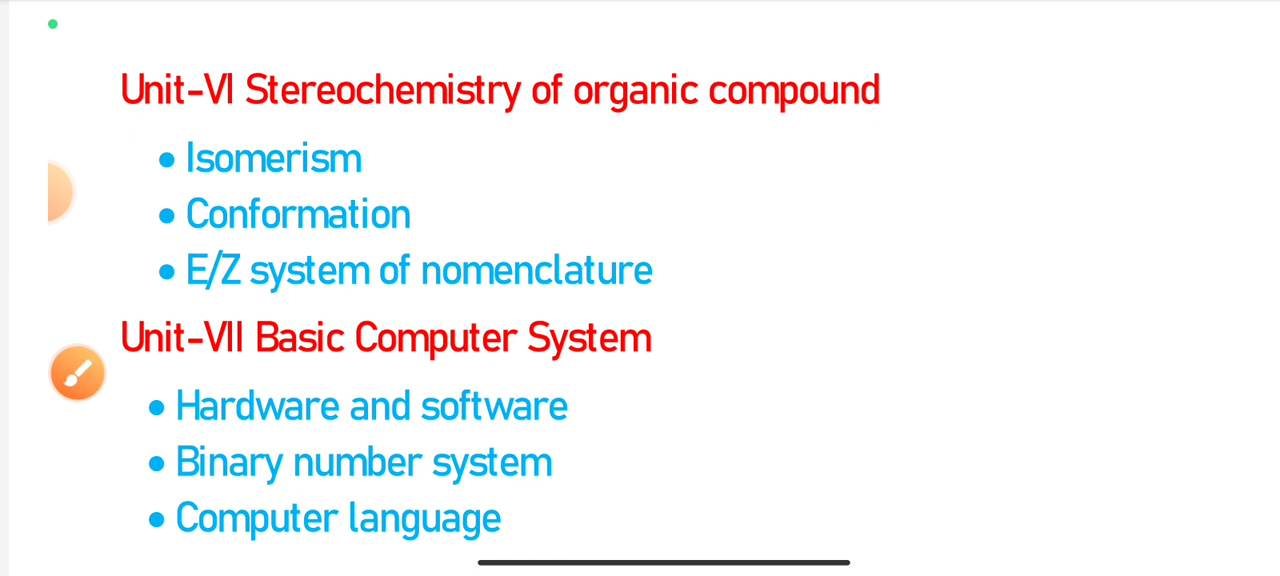 Unit-VI Stereochemistry of organic compound
• Isomerism
• Conformation
• E/Z system of nomenclature
Unit-VII Basic Computer System
• Hardware and software
• Binary number system
• Computer language